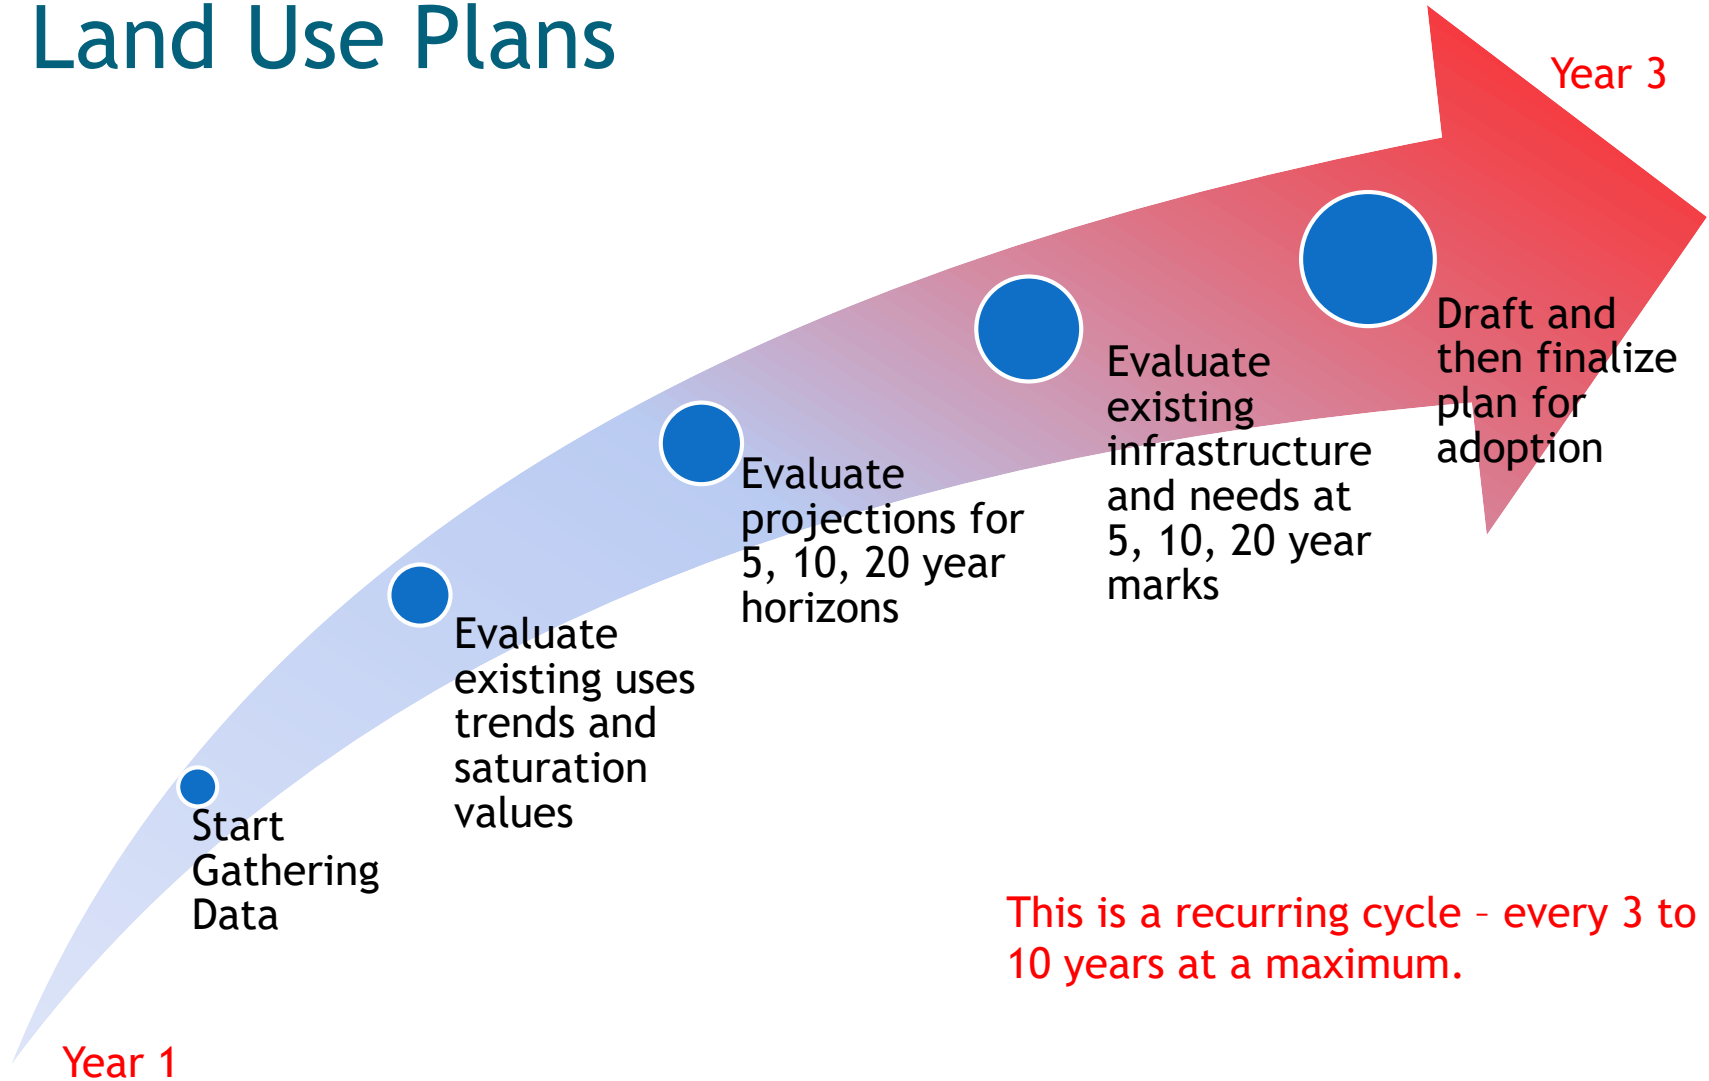 Land Use Plans
Year 3
Draft and
then finalize
plan for
adoption
Evaluate
existing
infrastructure
and needs at
5, 10, 20 year
marks
Evaluate
projections for
5, 10, 20 year
horizons
Evaluate
existing uses
trends and
saturation
values
Start
Gathering
Data
This is a recurring cycle – every 3 to
10 years at a maximum.
Year 1